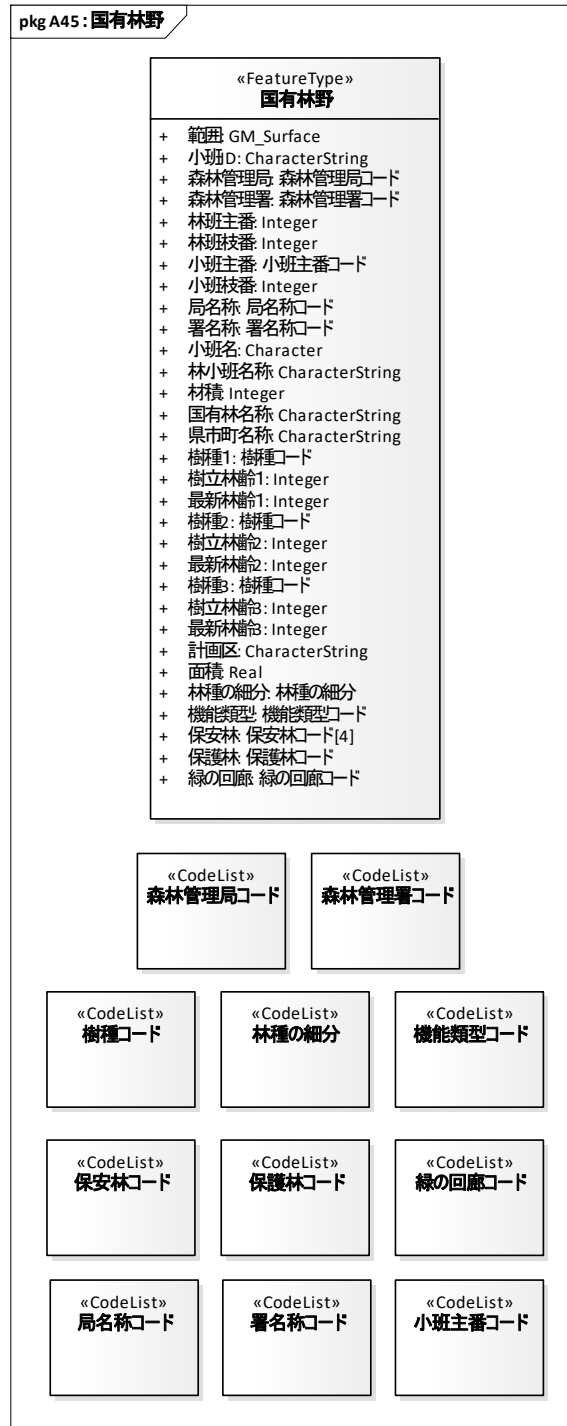 pkg A45 : 国有林野
«FeatureType»
国有林野
+ 範囲: GM_Surface
+ 小班ID: CharacterString
+ 森林管理局: 森林管理局コード
+ 森林管理署: 森林管理署コード
+ 林班主番: Integer
+ 林班枝番: Integer
+ 小班主番: 小班主番コード
+ 小班枝番: Integer
+ 局名称: 局名称コード
+ 署名称: 署名称コード
+ 小班名: Character
+ 林小班名称: CharacterString
+ 材積: Integer
+ 国有林名称: CharacterString
+ 県市町名称: CharacterString
+ 樹種1: 樹種コード
+ 樹立林齢1: Integer
+ 最新林齢1: Integer
+ 樹種2: 樹種コード
+ 樹立林齢2: Integer
+ 最新林齢2: Integer
+ 樹種3: 樹種コード
+ 樹立林齢3: Integer
+ 最新林齢3: Integer
+ 計画区: CharacterString
+ 面積: Real
+ 林種の細分: 林種の細分
+ 機能類型: 機能類型コード
+ 保安林: 保安林コード[4]
+ 保護林: 保護林コード
+ 緑の回廊: 緑の回廊コード
«CodeList» «CodeList»
森林管理局コード 森林管理署コード
«CodeList» «CodeList» «CodeList»
樹種コード 林種の細分 機能類型コード
«CodeList» «CodeList» «CodeList»
保安林コード 保護林コード 緑の回廊コード
«CodeList» «CodeList» «CodeList»
局名称コード 署名称コード 小班主番コード